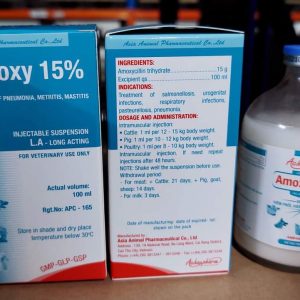 ia Animal Pharmaceutical Co.,Ltd
oxy 15%
OF PNEUMONIA, METRITIS, MASTITIS
INJECTABLE SUSPENSION
L.A - LONG ACTING
FOR VETERINARY USE ONLY
Actual volume:
100 ml
Rgt.No: APC - 165
Store in shade and dry place
temperature below 30°C
GMP-GLP-GSP
Asia Animal Pharmaceutical Co., Ltd
INGREDIENTS:
Amoxycillin trihydrate 15 g
Excipient qs 100 ml
INDICATIONS:
Treatment of salmonellosis, urogenital
infections, respiratory infections,
pasteurellosis, pneumonia.
DOSAGE AND ADMINISTRATION:
Intramuscular injection:
• Cattle 1 ml per 12 - 15 kg body weight.
• Pig: 1 ml per 10 - 12 kg body weight.
• Poultry: 1 ml per 8 - 10 kg body weight.
Intramuscular injection, if need repeat
injections after 48 hours.
NOTE: Shake well the suspension before use.
Withdrawal period:
- For meat: • Cattle: 21 days; • Pig, goat,
sheep: 14 days.
- For milk: 3 days.
Date of manufacturing, date of expired: lot
shown on the pack
Manufactured by
Asia Animal Pharmaceutical Co., Ltd
Amo